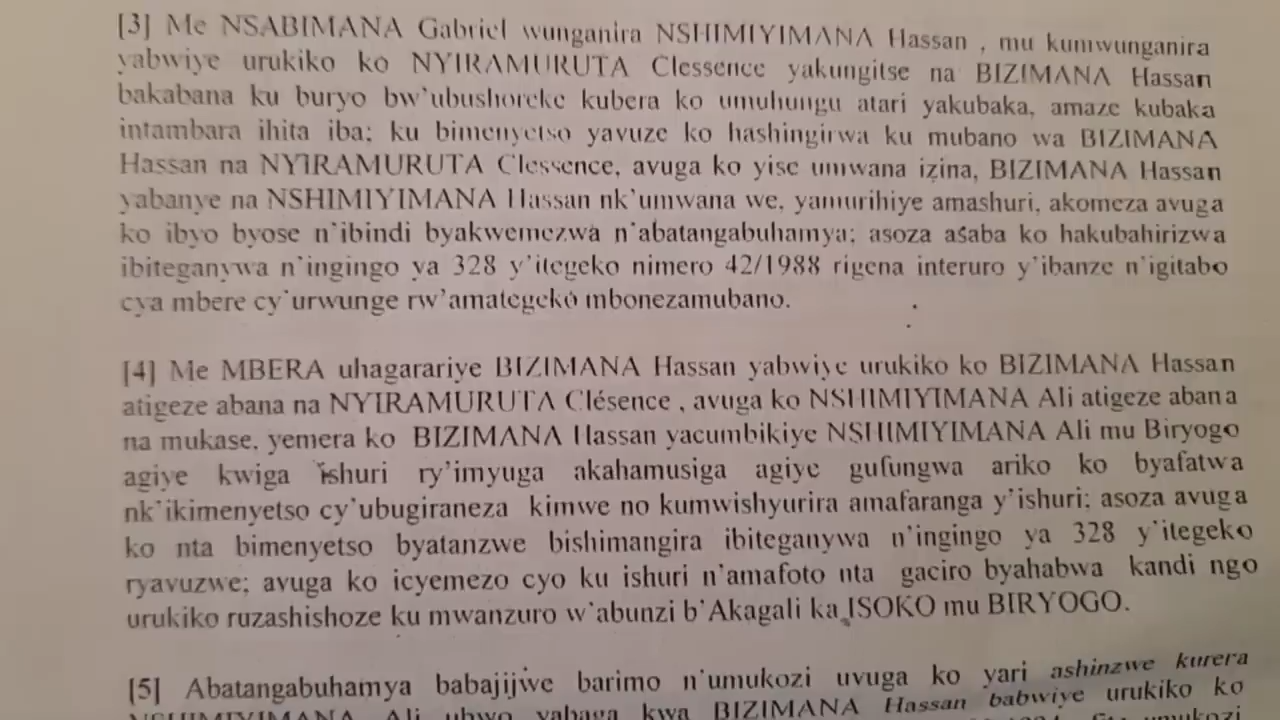 [3] Me NSABIMANA Gabriel wunganira NSHIMIYIMANA Hassan , mu kumwunganira
yabwiye urukiko ko NYIRAMURUTA Clessence yakungitse na BIZIMANA Hassan
bakabana ku buryo bw'ubushoreke kubera ko umuhungu atari yakubaka, amaze kubaka
intambara ihita iba; ku bimenyetso yavuze ko hashingirwa ku mubano wa BIZIMANA
Hassan na NYIRAMURUTA Clessence, avuga ko yise umwana izina, BIZIMANA Hassan
yabanye na NSHIMIYIMANA Hassan nk'umwana we, yamurihiye amashuri, akomeza avuga
ko ibyo byose n'ibindi byakwemezwa n'abatangabuhamya; asoza asaba ko hakubahirizwa
ibiteganywa n'ingingo ya 328 y'itegeko nimero 42/1988 rigena interuro y'ibanze n'igitabo
cya mbere cy'urwunge rw'amategeko mbonezamubano.
[4] Me MBERA uhagarariye BIZIMANA Hassan yabwiye urukiko ko BIZIMANA Hassan
atigeze abana na NYIRAMURUTA Clésence , avuga ko NSHIMIYIMANA Ali atigeze abana
na mukase, yemera ko BIZIMANA Hassan yacumbikiye NSHIMIYIMANA Ali mu Biryogo
agiye kwiga ishuri ry'imyuga akahamusiga agiye gufungwa ariko ko byafatwa
nk'ikimenyetso cy'ubugiraneza kimwe no kumwishyurira amafaranga y'ishuri; asoza avuga
ko nta bimenyetso byatanzwe bishimangira ibiteganywa n'ingingo ya 328 y'itegeko
ryavuzwe; avuga ko icyemezo cyo ku ishuri n'amafoto nta gaciro byahabwa kandi ngo
urukiko ruzashishoze ku mwanzuro w'abunzi b'Akagali ka ISOKO mu BIRYOGO.
[5] Abatangabuhamya babajijwe barimo n'umukozi uvuga ko yari ashinzwe kurera
NSHIMIYIMANA Ali ubwo yabaga kwa BIZIMANA Hassan babwiye urukiko ko